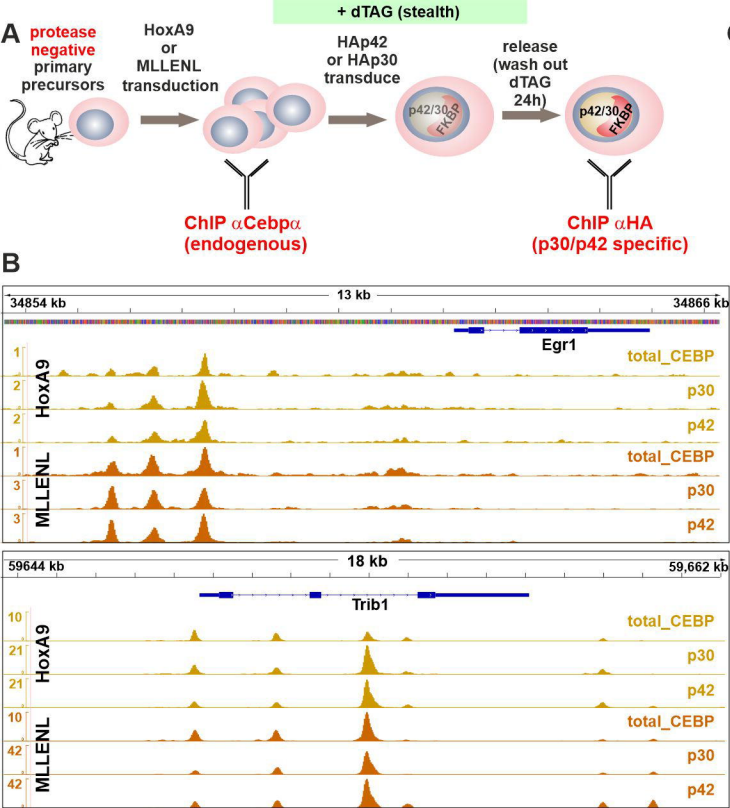 + dTAG (stealth)
A
C
protease
negative
primary
precursors
HoxA9
or
MLLENL
transduction
HAp42
or HAp30
transduce
release
(wash out
dTAG
24h)
p42/30
FKBP
p42/30
FKBP
ChIP αCebpα
(endogenous)
ChIP αHA
(p30/p42 specific)
B
13 kb
34854 kb
34866 kb
Egr1
HoxA9
1
total_CEBP
2
p30
2
p42
MLLENL
1
total_CEBP
3
p30
3
p42
18 kb
59644 kb
59,662 kb
Trib1
HoxA9
10
total_CEBP
21
p30
21
p42
MLLENL
10
total_CEBP
42
p30
42
p42